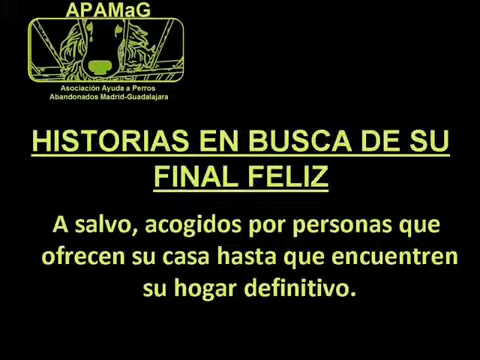 APAMaG
Asociación Ayuda a Perros
Abandonados Madrid-Guadalajara
HISTORIAS EN BUSCA DE SU
FINAL FELIZ
A salvo, acogidos por personas que
ofrecen su casa hasta que encuentren
su hogar definitivo.